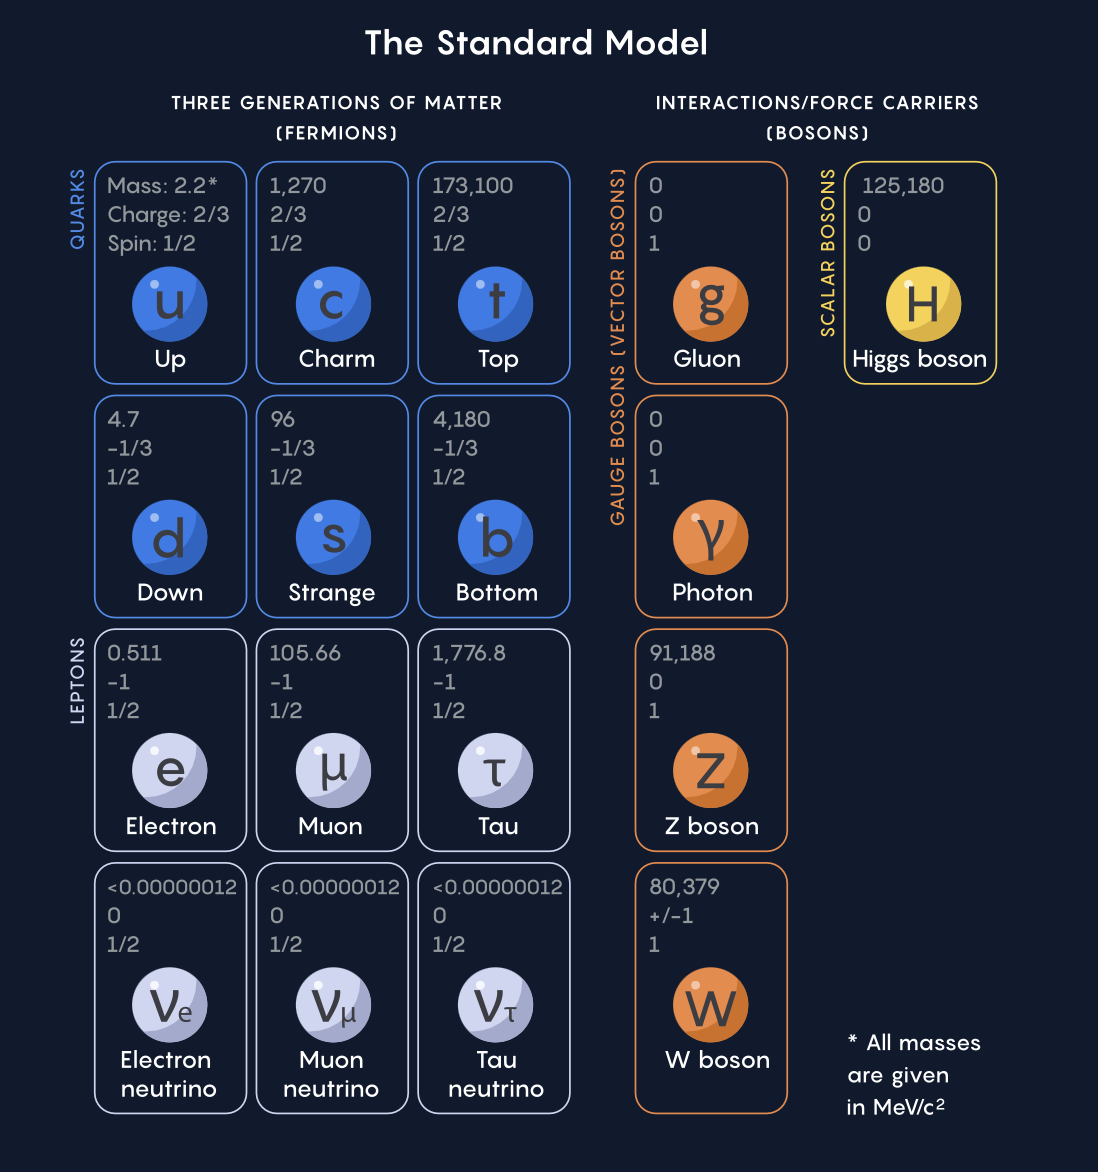 The Standard Model
THREE GENERATIONS OF MATTER
(FERMIONS)
INTERACTIONS/FORCE CARRIERS
(BOSONS)
QUARKS
Mass: 2.2*
Charge: 2/3
Spin: 1/2
u
Up
1,270
2/3
1/2
c
Charm
173,100
2/3
1/2
t
Top
GAUGE BOSONS (VECTOR BOSONS)
0
0
1
g
Gluon
SCALAR BOSONS
125,180
0
0
H
Higgs boson
4.7
-1/3
1/2
d
Down
96
-1/3
1/2
s
Strange
4,180
-1/3
1/2
b
Bottom
0
0
1
γ
Photon
LEPTONS
0.511
-1
1/2
e
Electron
105.66
-1
1/2
μ
Muon
1,776.8
-1
1/2
τ
Tau
91,188
0
1
Z
Z boson
<0.00000012
0
1/2
νe
Electron
neutrino
<0.00000012
0
1/2
νμ
Muon
neutrino
<0.00000012
0
1/2
ντ
Tau
neutrino
80,379
+/-1
1
W
W boson
* All masses
are given
in MeV/c²